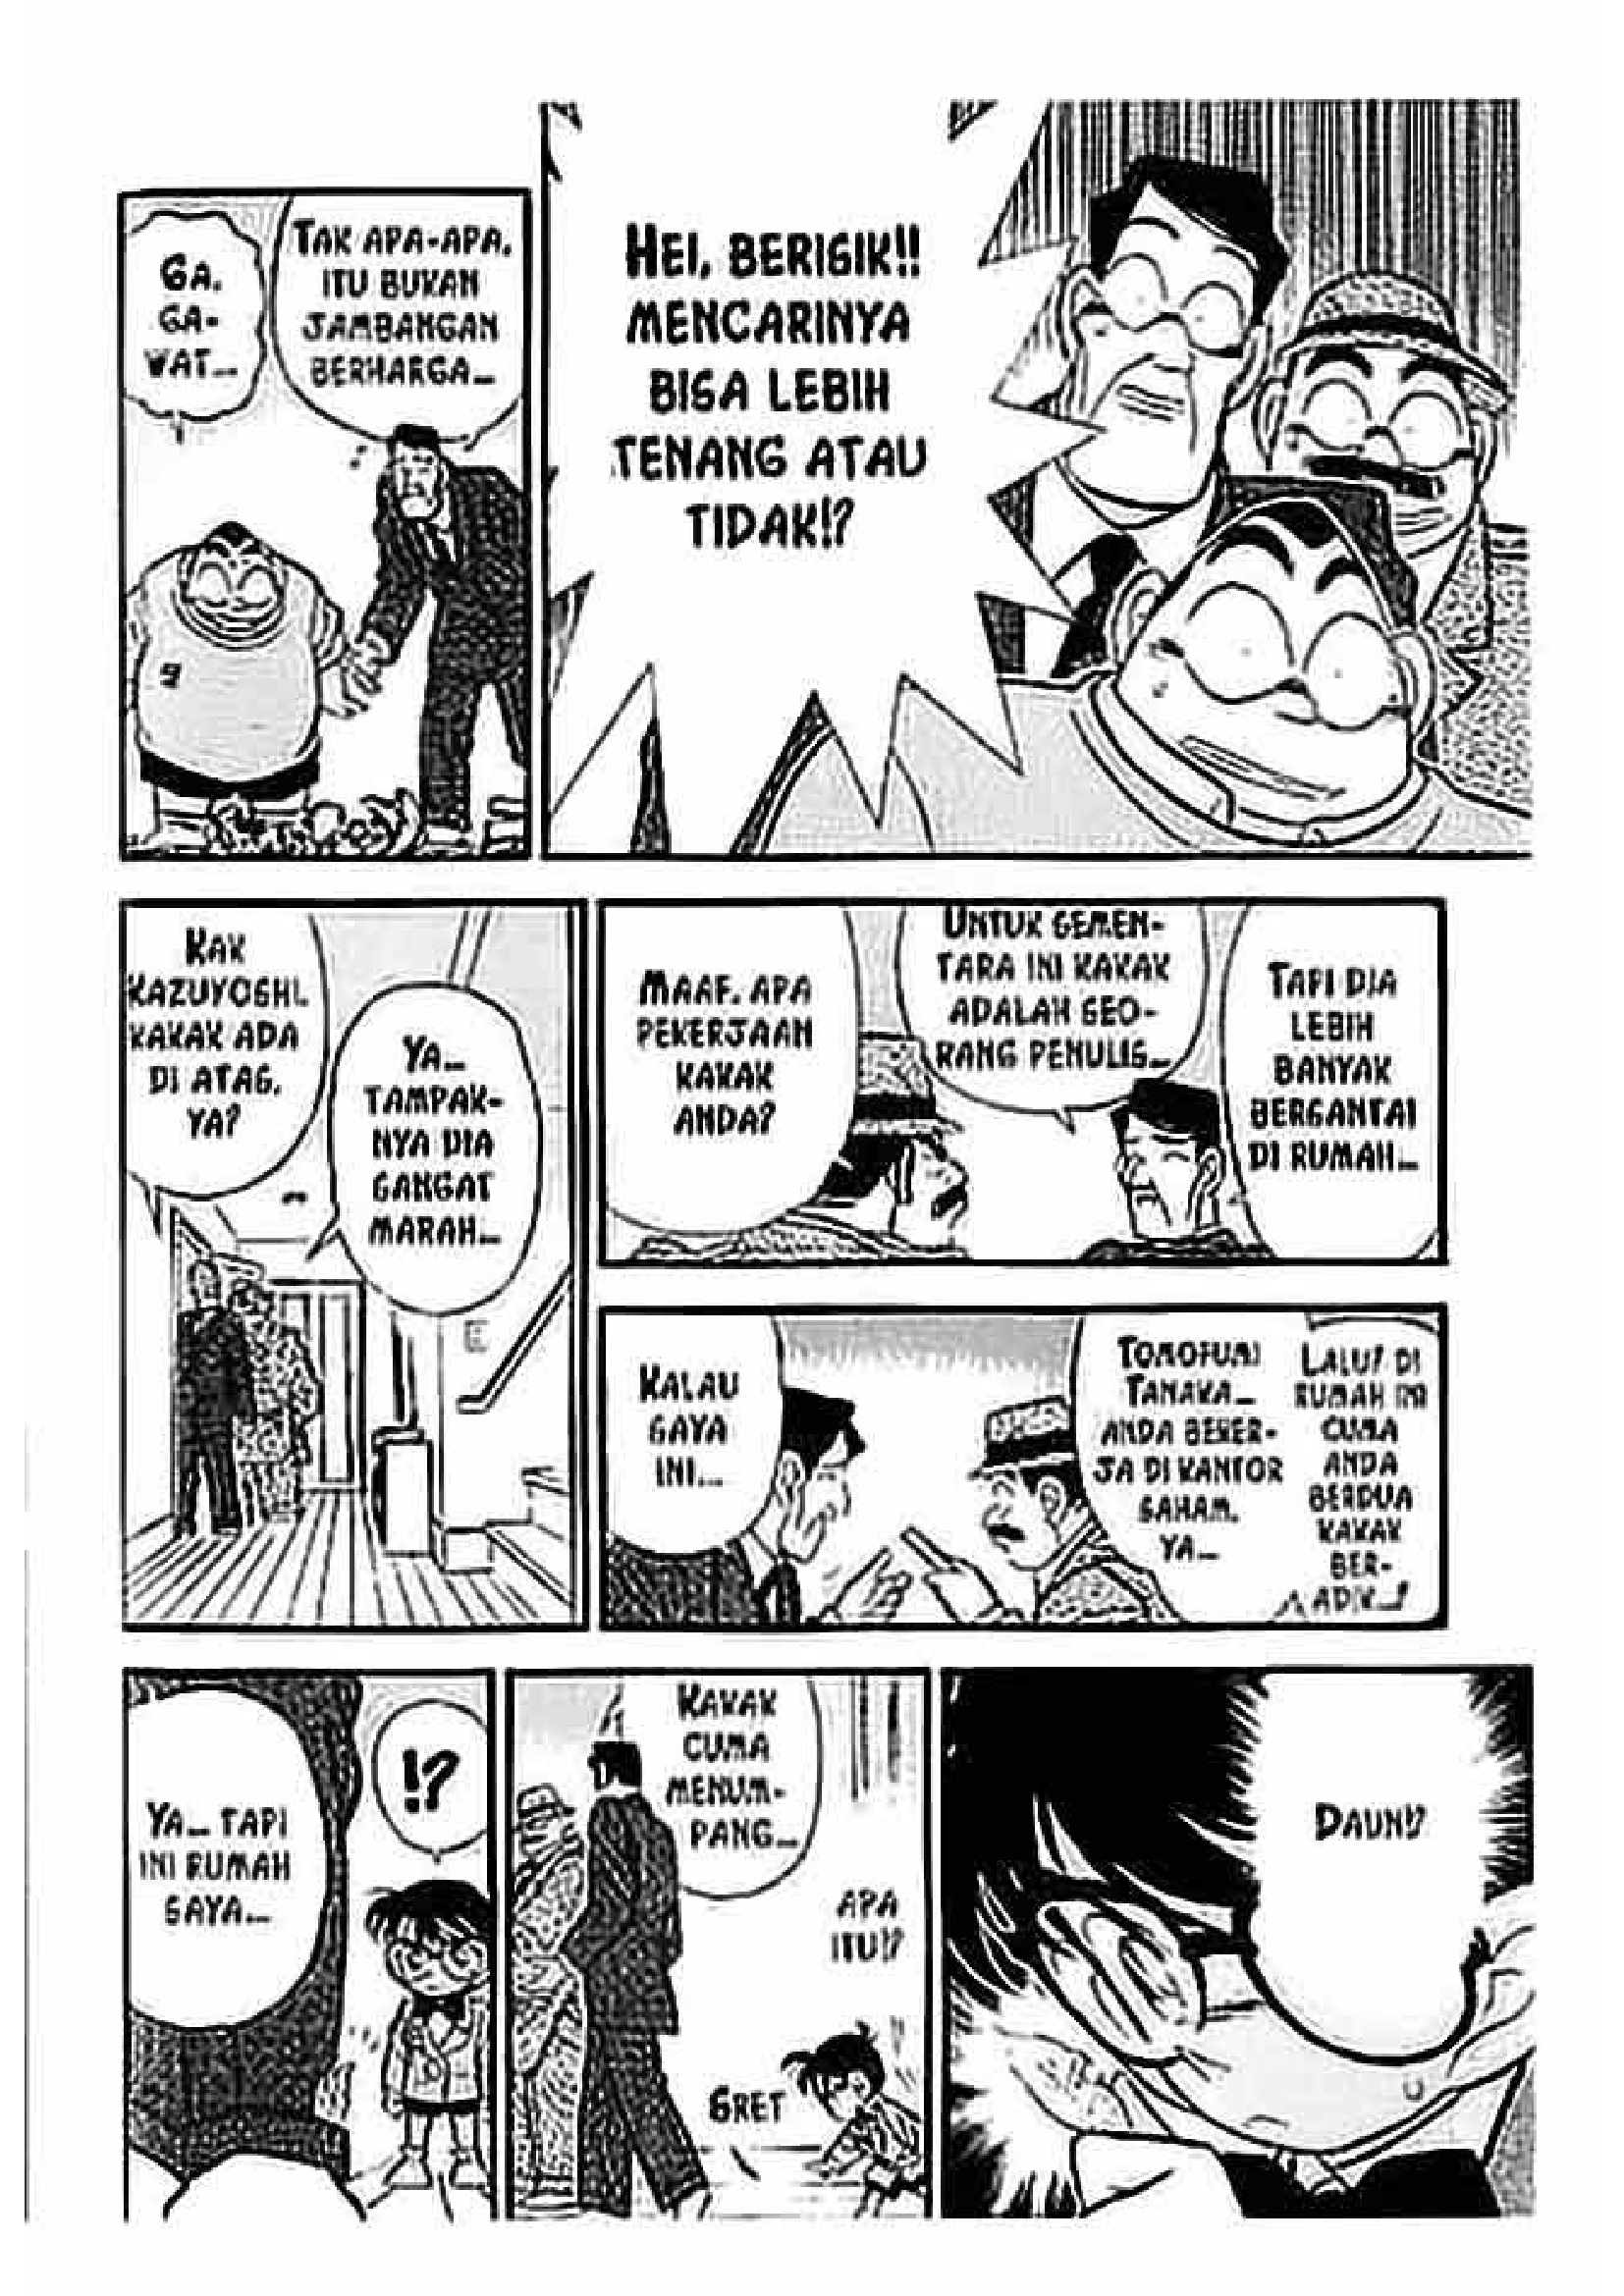 GA.
GA-
WAT...
TAK APA-APA.
ITU BUKAN
JAMBANGAN
BERHARGA...
HEI, BERISIK!!
MENCARINYA
BISA LEBIH
TENANG ATAU
TIDAK!?
KAK
KAZUYOSHI.
KAKAK ADA
DI ATAS.
YA?
YA...
TAMPAK-
NYA DIA
SANGAT
MARAH...
MAAF. APA
PEKERJAAN
KAKAK
ANDA?
UNTUK SEMEN-
TARA INI KAKAK
ADALAH SEO-
RANG PENULIS...
TAPI DIA
LEBIH
BANYAK
BERSANTAI
DI RUMAH...
KALAU
SAYA
INI...
TOMOFUMI
TANAKA...
ANDA BEKER-
JA DI KANTOR
SAHAM.
YA...
LALU? DI
RUMAH INI
CUMA
ANDA
BERDUA
KAKAK
BER-
ADIK...!
YA... TAPI
INI RUMAH
SAYA...
!?
KAKAK
CUMA
MENUM-
PANG...
APA
ITU!?
SRET
DAUN!?